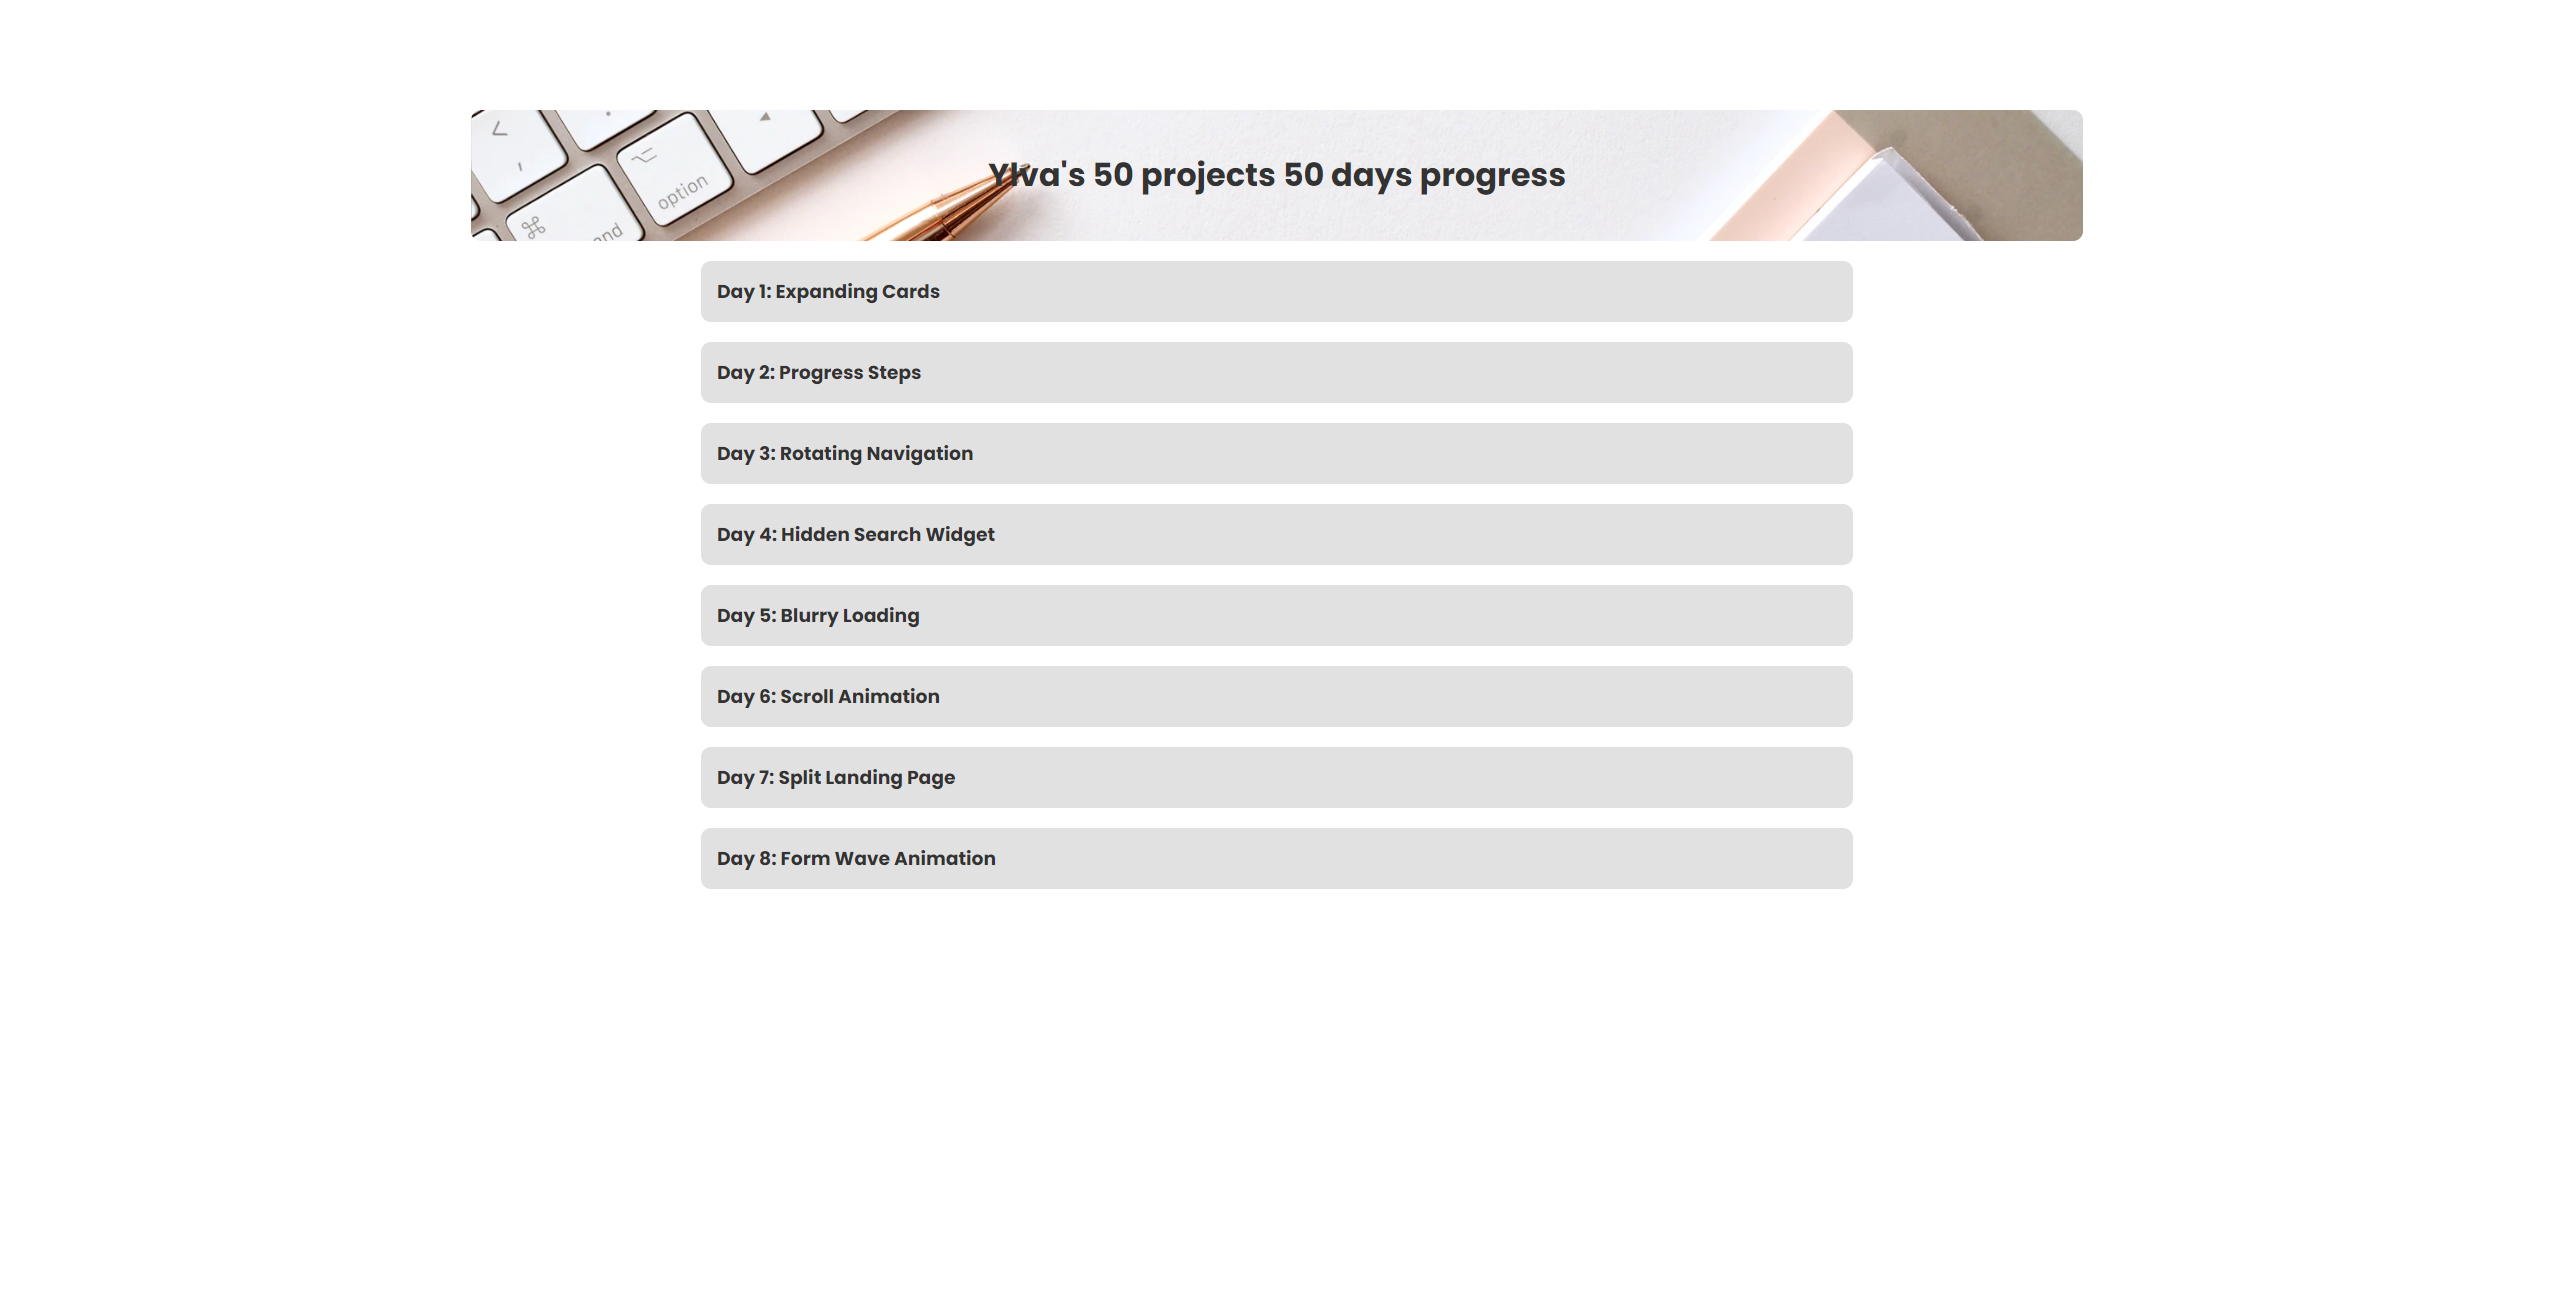 option
Ylva's 50 projects 50 days progress
Day 1: Expanding Cards
Day 2: Progress Steps
Day 3: Rotating Navigation
Day 4: Hidden Search Widget
Day 5: Blurry Loading
Day 6: Scroll Animation
Day 7: Split Landing Page
Day 8: Form Wave Animation